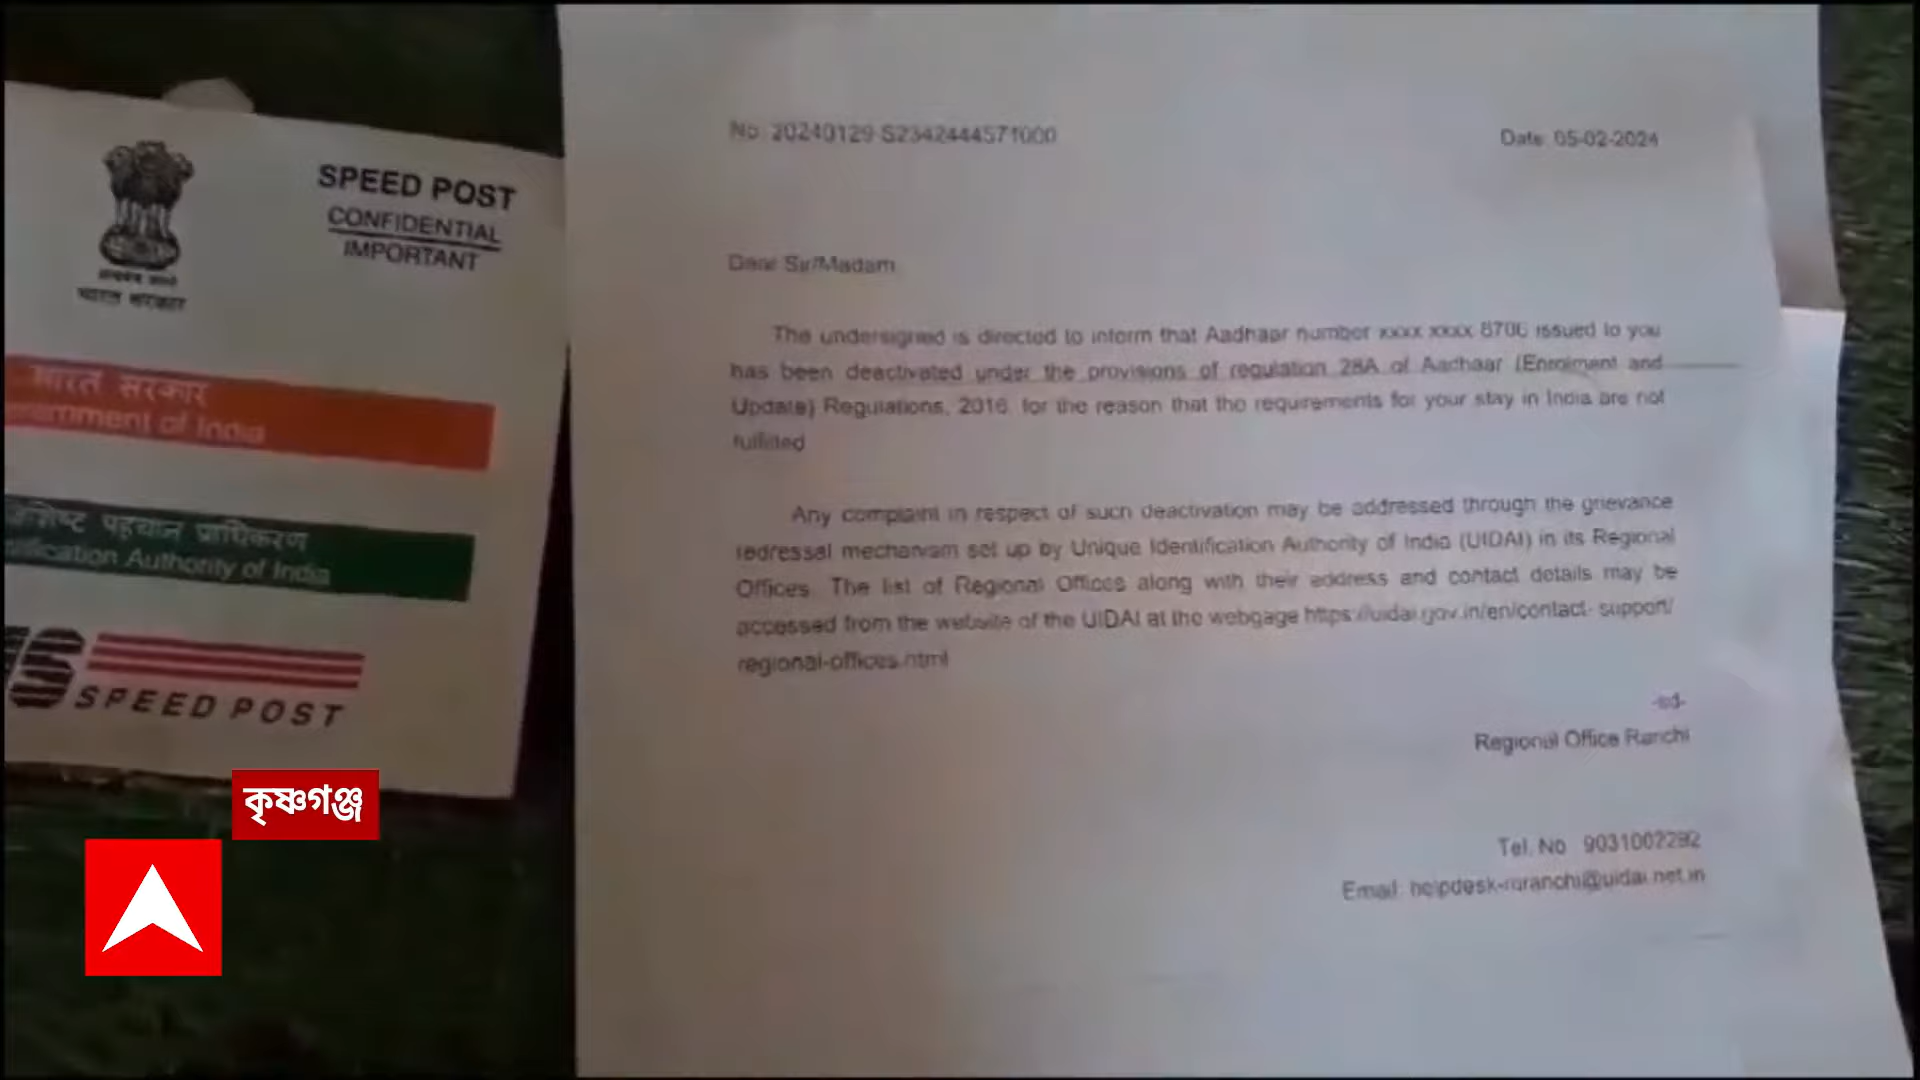 भारत सरकार
SPEED POST
CONFIDENTIAL
IMPORTANT
भारत सरकार
ernment of India
विशिष्ट पहचान प्राधिकरण
ntification Authority of India
SPEED POST
কৃষ্ণগঞ্জ
No: 20240129-S2342444571000
Date: 05-02-2024
Dear Sir/Madam
The undersigned is directed to inform that Aadhaar number xxxx xxxx 8706 issued to you
has been deactivated under the provisions of regulation 28A of Aadhaar (Enrolment and
Update) Regulations, 2016, for the reason that the requirements for your stay in India are not
fulfilled
Any complaint in respect of such deactivation may be addressed through the grievance
redressal mechanism set up by Unique Identification Authority of India (UIDAI) in its Regional
Offices. The list of Regional Offices along with their address and contact details may be
accessed from the website of the UIDAI at the webgage https://uidai.gov.in/en/contact- support/
regional-offices.html
-sd-
Regional Office Ranchi
Tel. No 9031002292
Email: helpdesk-roranchi@uidai.net.in